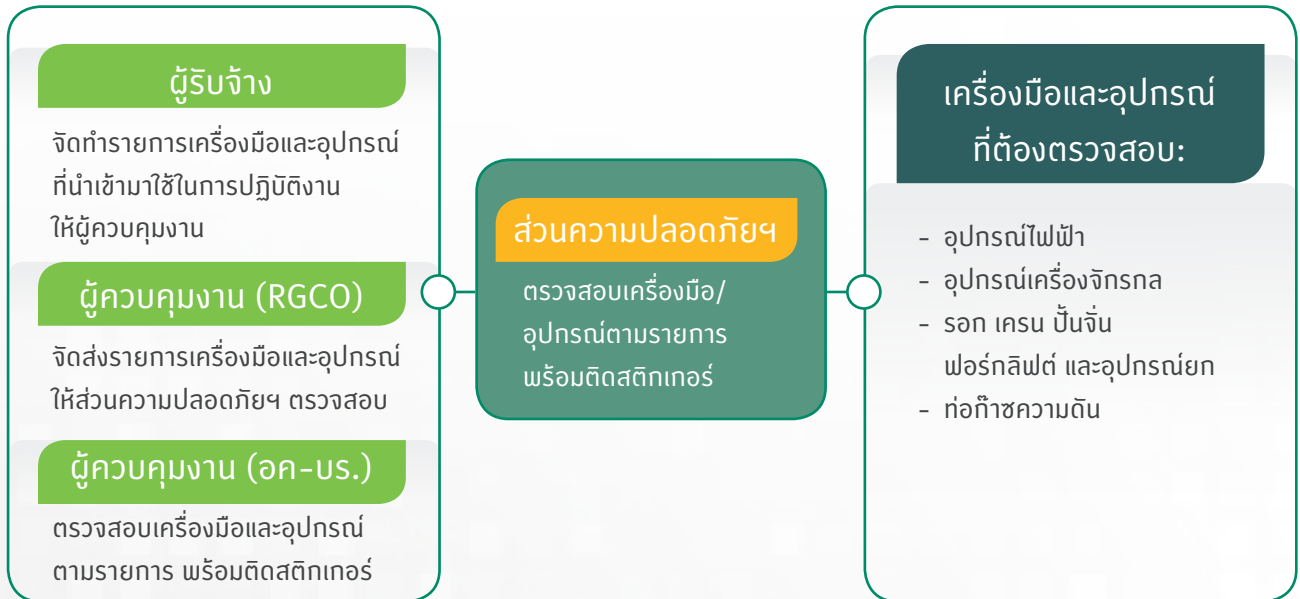 ผู้รับจ้าง
จัดทำรายการเครื่องมือและอุปกรณ์
ที่นำเข้ามาใช้ในการปฏิบัติงาน
ให้ผู้ควบคุมงาน
ผู้ควบคุมงาน (RGCO)
จัดส่งรายการเครื่องมือและอุปกรณ์
ให้ส่วนความปลอดภัยฯ ตรวจสอบ
ผู้ควบคุมงาน (อค-บร.)
ตรวจสอบเครื่องมือและอุปกรณ์
ตามรายการ พร้อมติดสติกเกอร์
ส่วนความปลอดภัยฯ
ตรวจสอบเครื่องมือ/
อุปกรณ์ตามรายการ
พร้อมติดสติกเกอร์
เครื่องมือและอุปกรณ์
ที่ต้องตรวจสอบ:
- อุปกรณ์ไฟฟ้า
- อุปกรณ์เครื่องจักรกล
- รอก เครน ปั้นจั่น
ฟอร์กลิฟต์ และอุปกรณ์ยก
- ท่อก๊าซความดัน